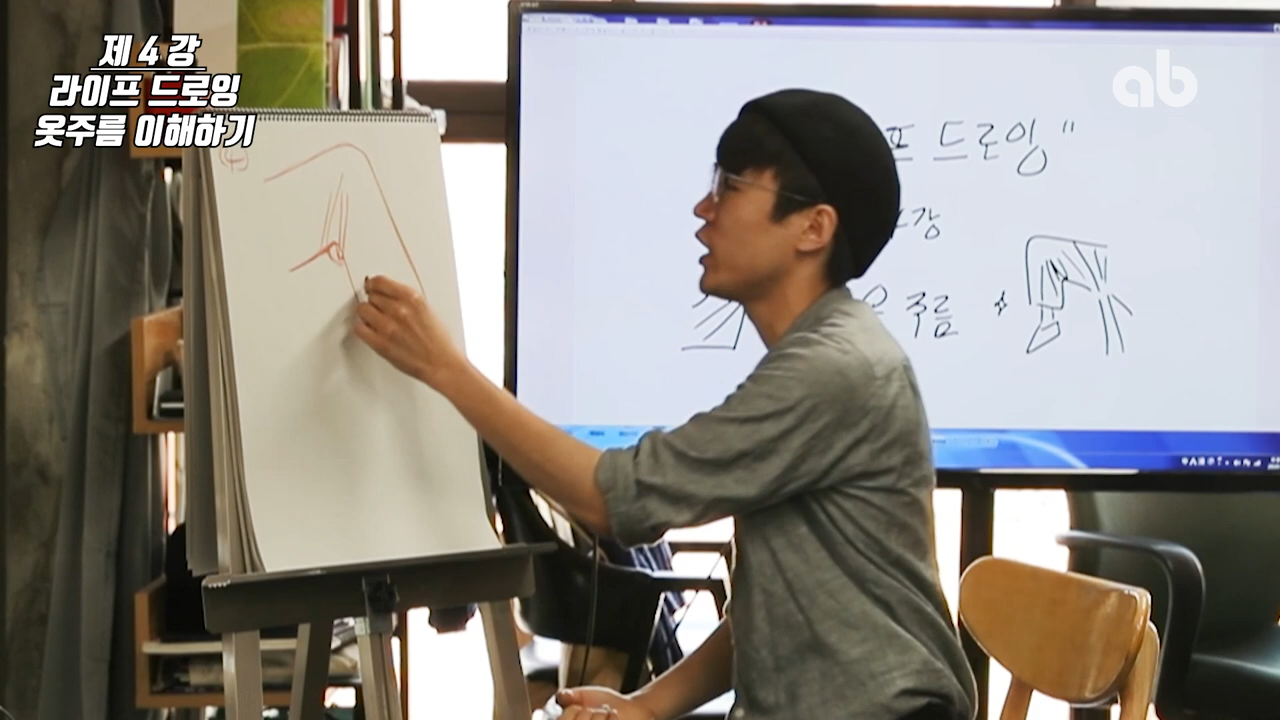 제 4 강
라이프 드로잉
옷주름 이해하기
ab
프 드로잉"
강
주름